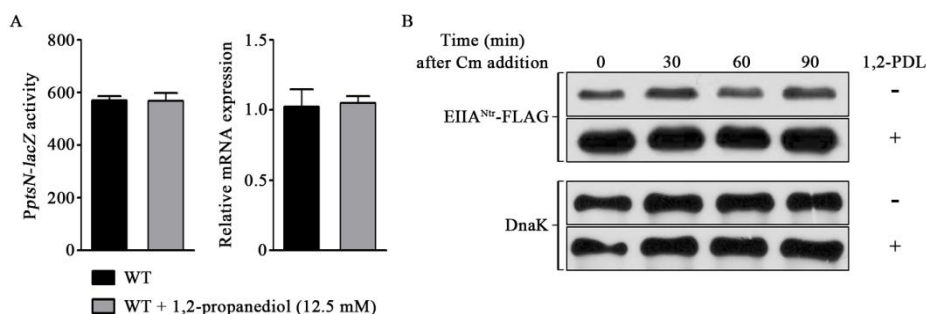 A
PptsN-lacZ activity
800
600
400
200
0
Relative mRNA expression
1.5
1.0
0.5
0
WT
WT + 1,2-propanediol (12.5 mM)
B
Time (min)
after Cm addition
0 30 60 90 1,2-PDL
EIIA^Ntr-FLAG
-
+
DnaK
-
+